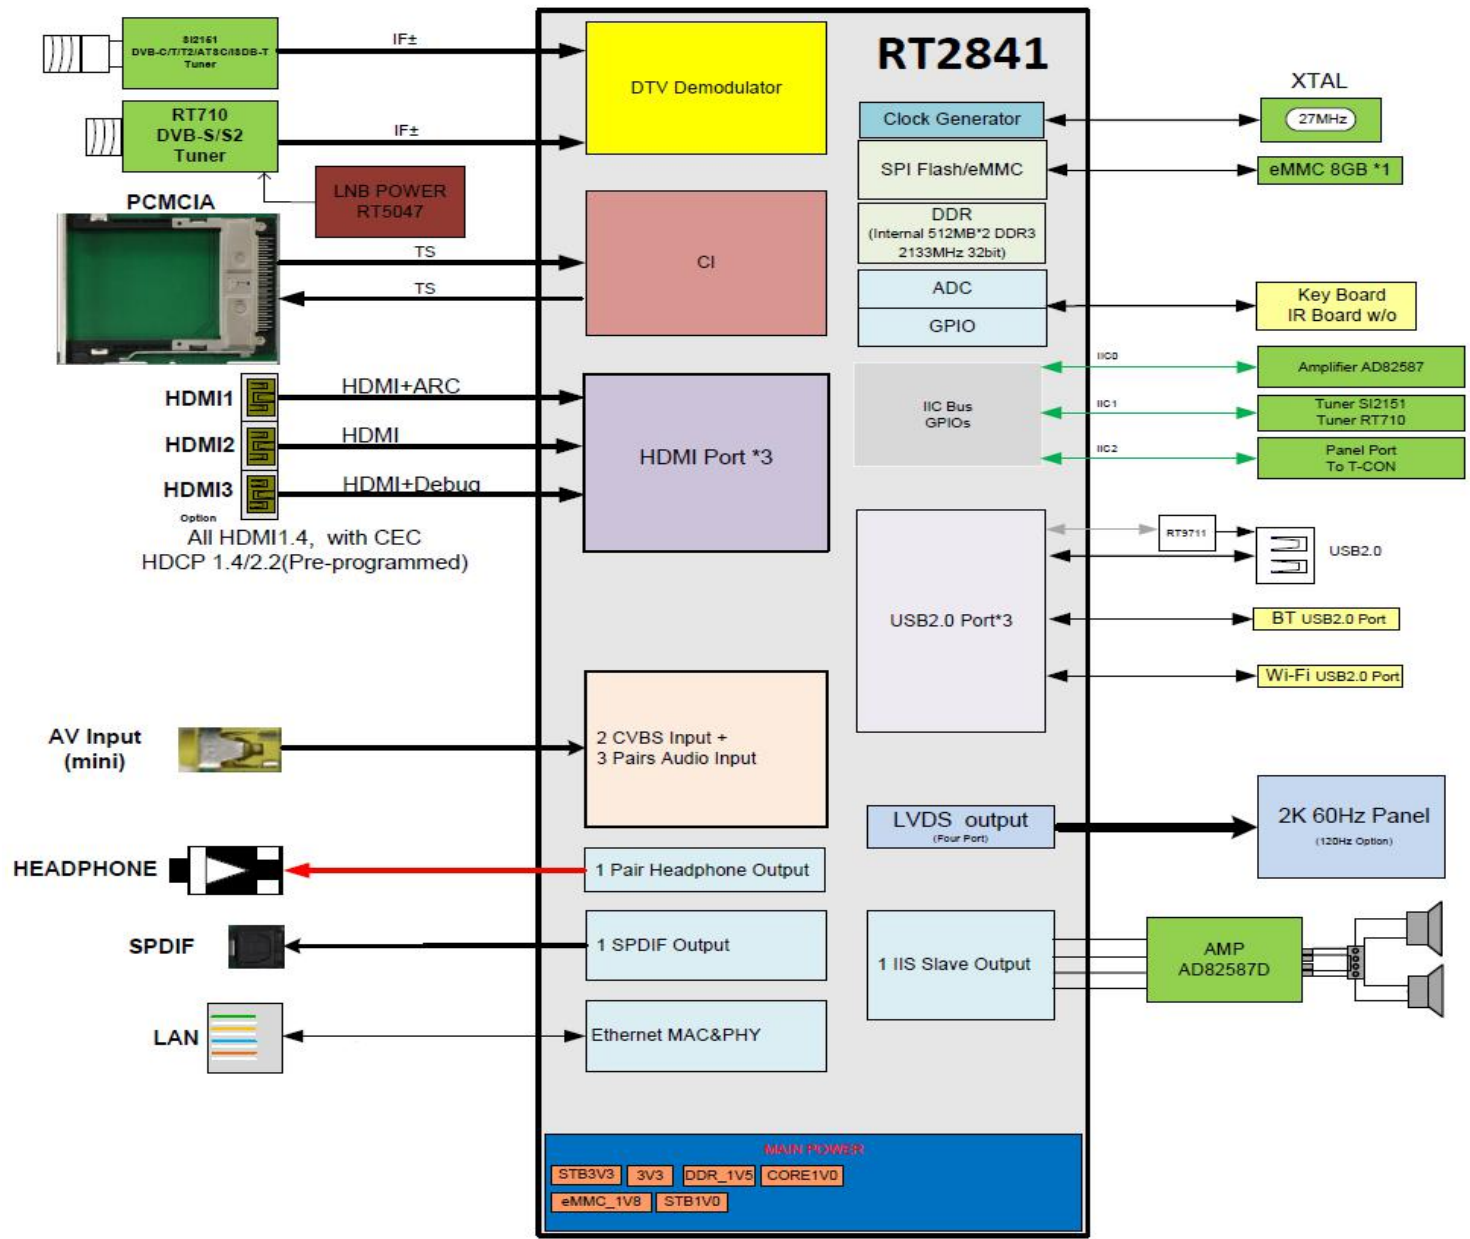 RT2841
SI2151
DVB-C/T/T2/ATSC/ISDB-T
Tuner
IF±
DTV Demodulator
RT710
DVB-S/S2
Tuner
IF±
LNB POWER
RT5047
PCMCIA
TS
TS
CI
HDMI1
HDMI+ARC
HDMI2
HDMI
HDMI3
HDMI+Debug
Option
HDMI Port *3
All HDMI1.4, with CEC
HDCP 1.4/2.2(Pre-programmed)
AV Input
(mini)
2 CVBS Input +
3 Pairs Audio Input
HEADPHONE
1 Pair Headphone Output
SPDIF
1 SPDIF Output
LAN
Ethernet MAC&PHY
Clock Generator
XTAL
27MHz
SPI Flash/eMMC
eMMC 8GB *1
DDR
(Internal 512MB*2 DDR3
2133MHz 32bit)
ADC
GPIO
Key Board
IR Board w/o
IIC Bus
GPIOs
IIC0
Amplifier AD82587
IIC1
Tuner SI2151
Tuner RT710
IIC2
Panel Port
To T-CON
USB2.0 Port*3
RT9711
USB2.0
BT USB2.0 Port
Wi-Fi USB2.0 Port
LVDS output
(Four Port)
2K 60Hz Panel
(120Hz Option)
1 IIS Slave Output
AMP
AD82587D
MAIN POWER
STB3V3 3V3 DDR_1V5 CORE1V0
eMMC_1V8 STB1V0